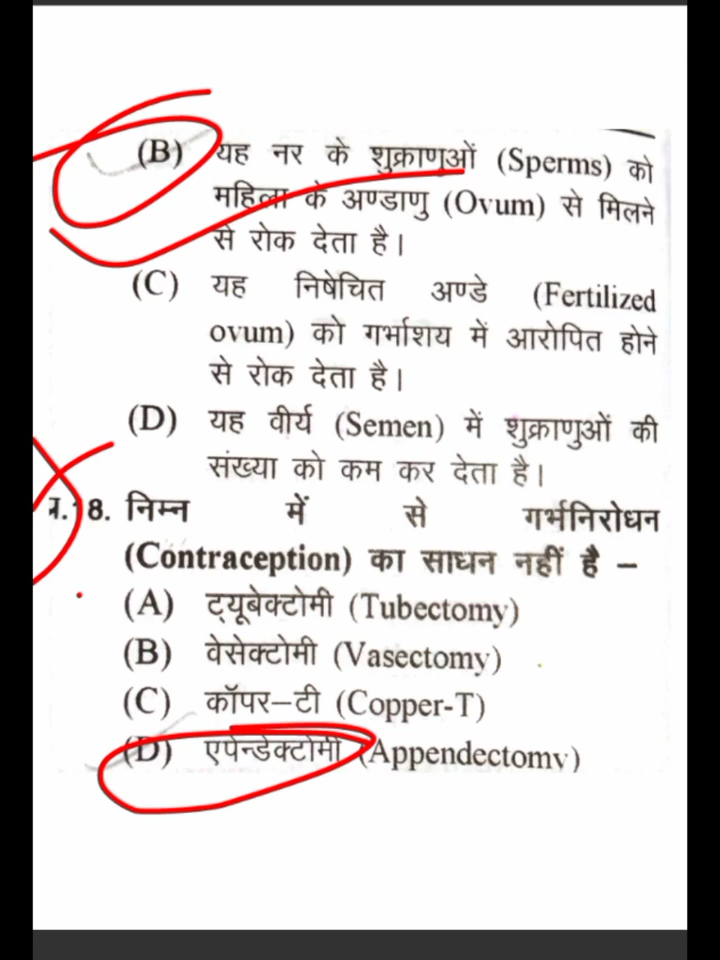 (B) यह नर के शुक्राणुओं (Sperms) को
महिला के अण्डाणु (Ovum) से मिलने
से रोक देता है।
(C) यह निषेचित अण्डे (Fertilized
ovum) को गर्भाशय में आरोपित होने
से रोक देता है।
(D) यह वीर्य (Semen) में शुक्राणुओं की
संख्या को कम कर देता है।
न.18. निम्न में से गर्भनिरोधन
(Contraception) का साधन नहीं है –
(A) ट्यूबेक्टोमी (Tubectomy)
(B) वेसेक्टोमी (Vasectomy)
(C) कॉपर–टी (Copper-T)
(D) एपेन्डेक्टोमी (Appendectomy)